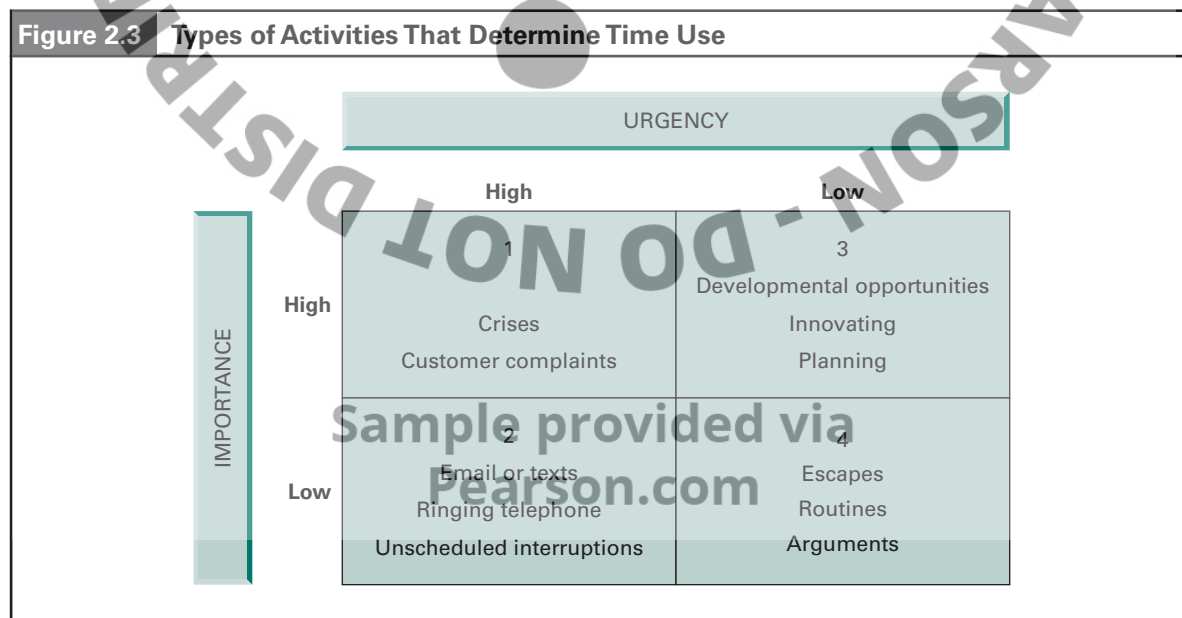 Figure 2.3 Types of Activities That Determine Time Use
URGENCY
High Low
IMPORTANCE
High
1
Crises
Customer complaints
3
Developmental opportunities
Innovating
Planning
Low
2
Email or texts
Ringing telephone
Unscheduled interruptions
4
Escapes
Routines
Arguments
Sample provided via
Pearson.com
ARSON - DO NOT DISTRI